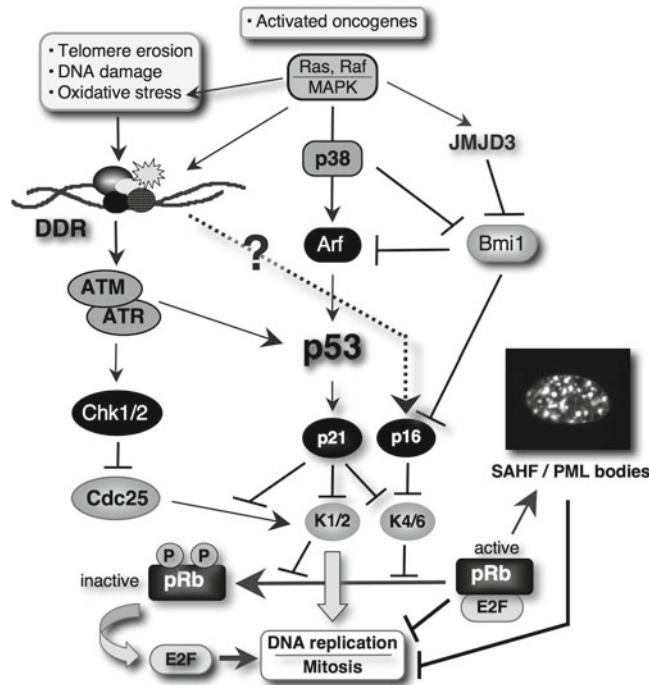 • Activated oncogenes
• Telomere erosion
• DNA damage
• Oxidative stress
Ras, Raf
MAPK
JMJD3
p38
DDR
?
Arf
Bmi1
ATM
ATR
p53
Chk1/2
p21
p16
SAHF / PML bodies
Cdc25
K1/2
K4/6
P
P
inactive
pRb
active
pRb
E2F
E2F
DNA replication
Mitosis